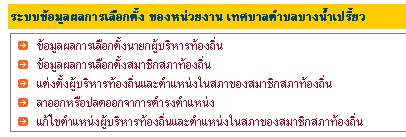 ระบบข้อมูลผลการเลือกตั้ง ของหน่วยงาน เทศบาลตำบลบางน้ำเปรี้ยว
ข้อมูลผลการเลือกตั้งนายกผู้บริหารท้องถิ่น
ข้อมูลผลการเลือกตั้งสมาชิกสภาท้องถิ่น
แต่งตั้งผู้บริหารท้องถิ่นและตำแหน่งในสภาของสมาชิกสภาท้องถิ่น
ลาออกหรือปลดออกจาการดำรงตำแหน่ง
แก้ไขตำแหน่งผู้บริหารท้องถิ่นและตำแหน่งในสภาของสมาชิกสภาท้องถิ่น